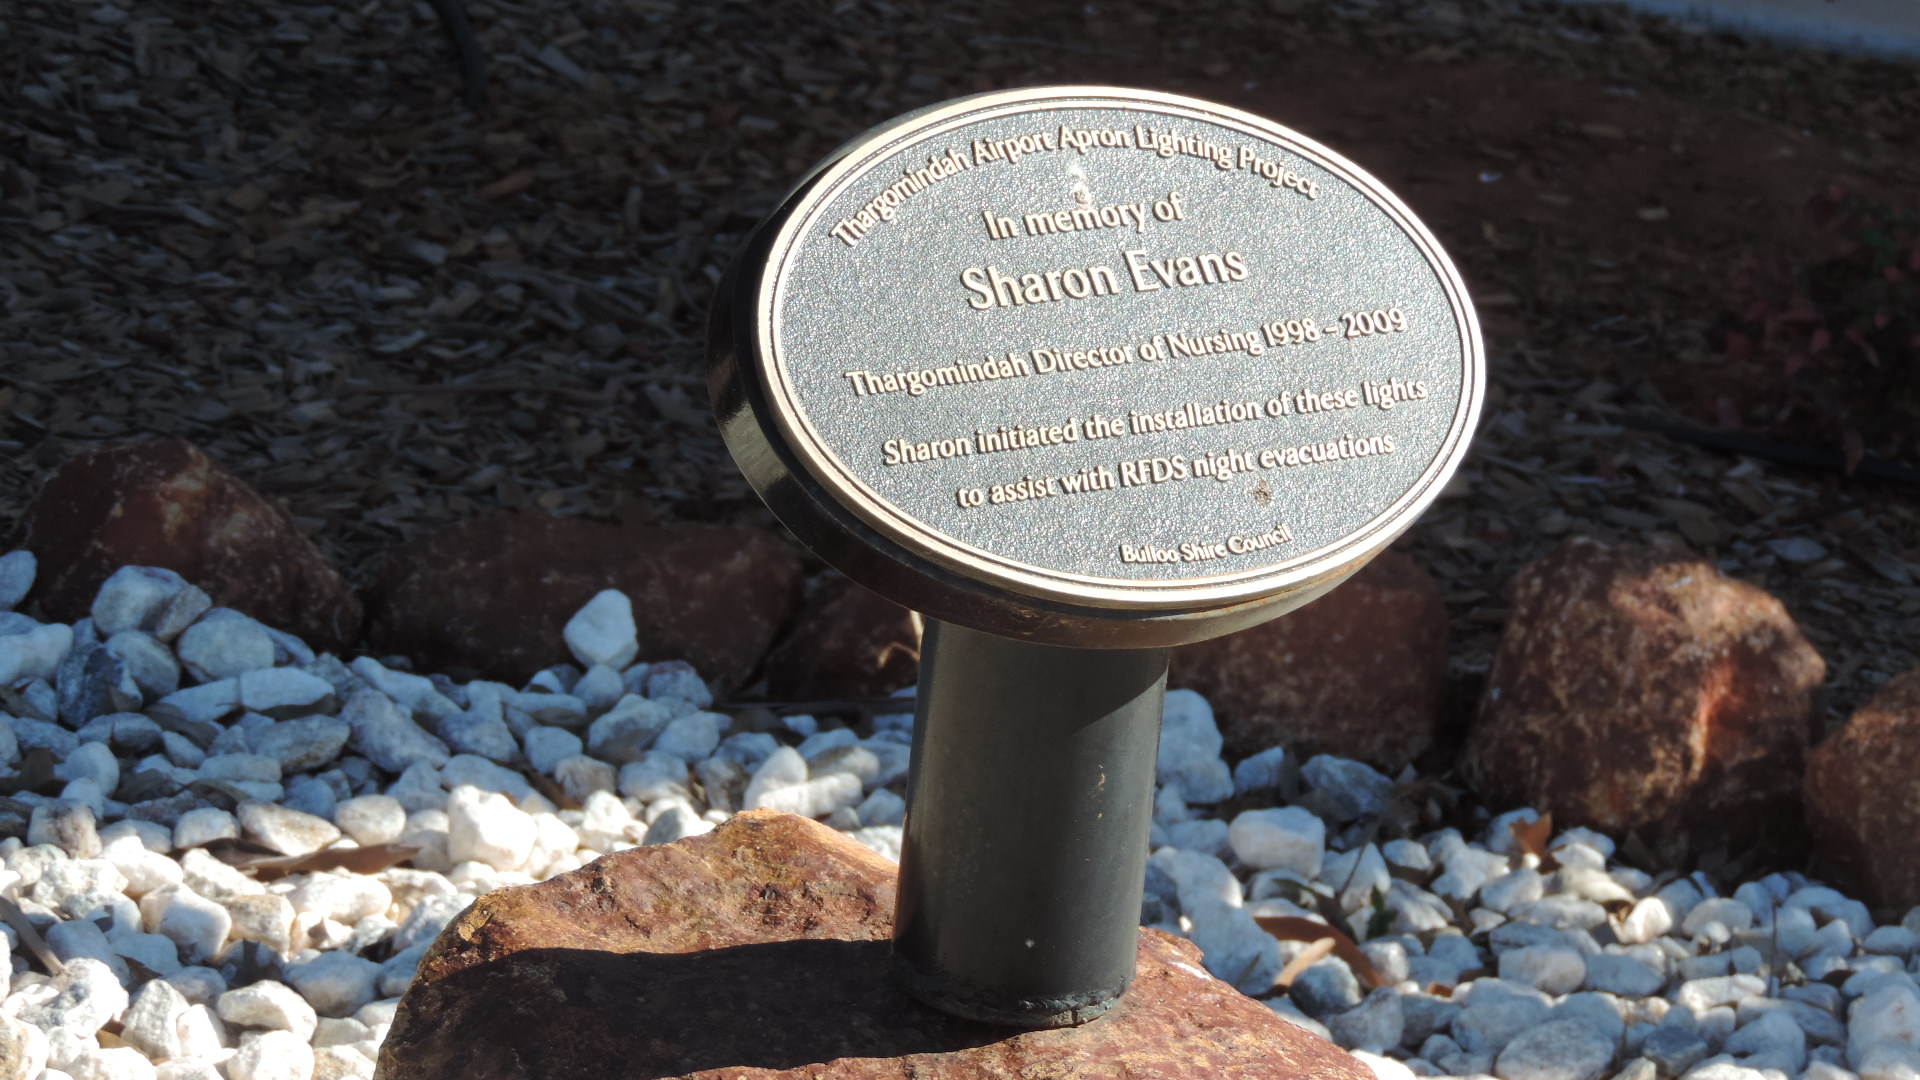 Thargomindah Airport Apron Lighting Project
In memory of
Sharon Evans
Thargomindah Director of Nursing 1998 - 2009
Sharon initiated the installation of these lights
to assist with RFDS night evacuations
Bulloo Shire Council